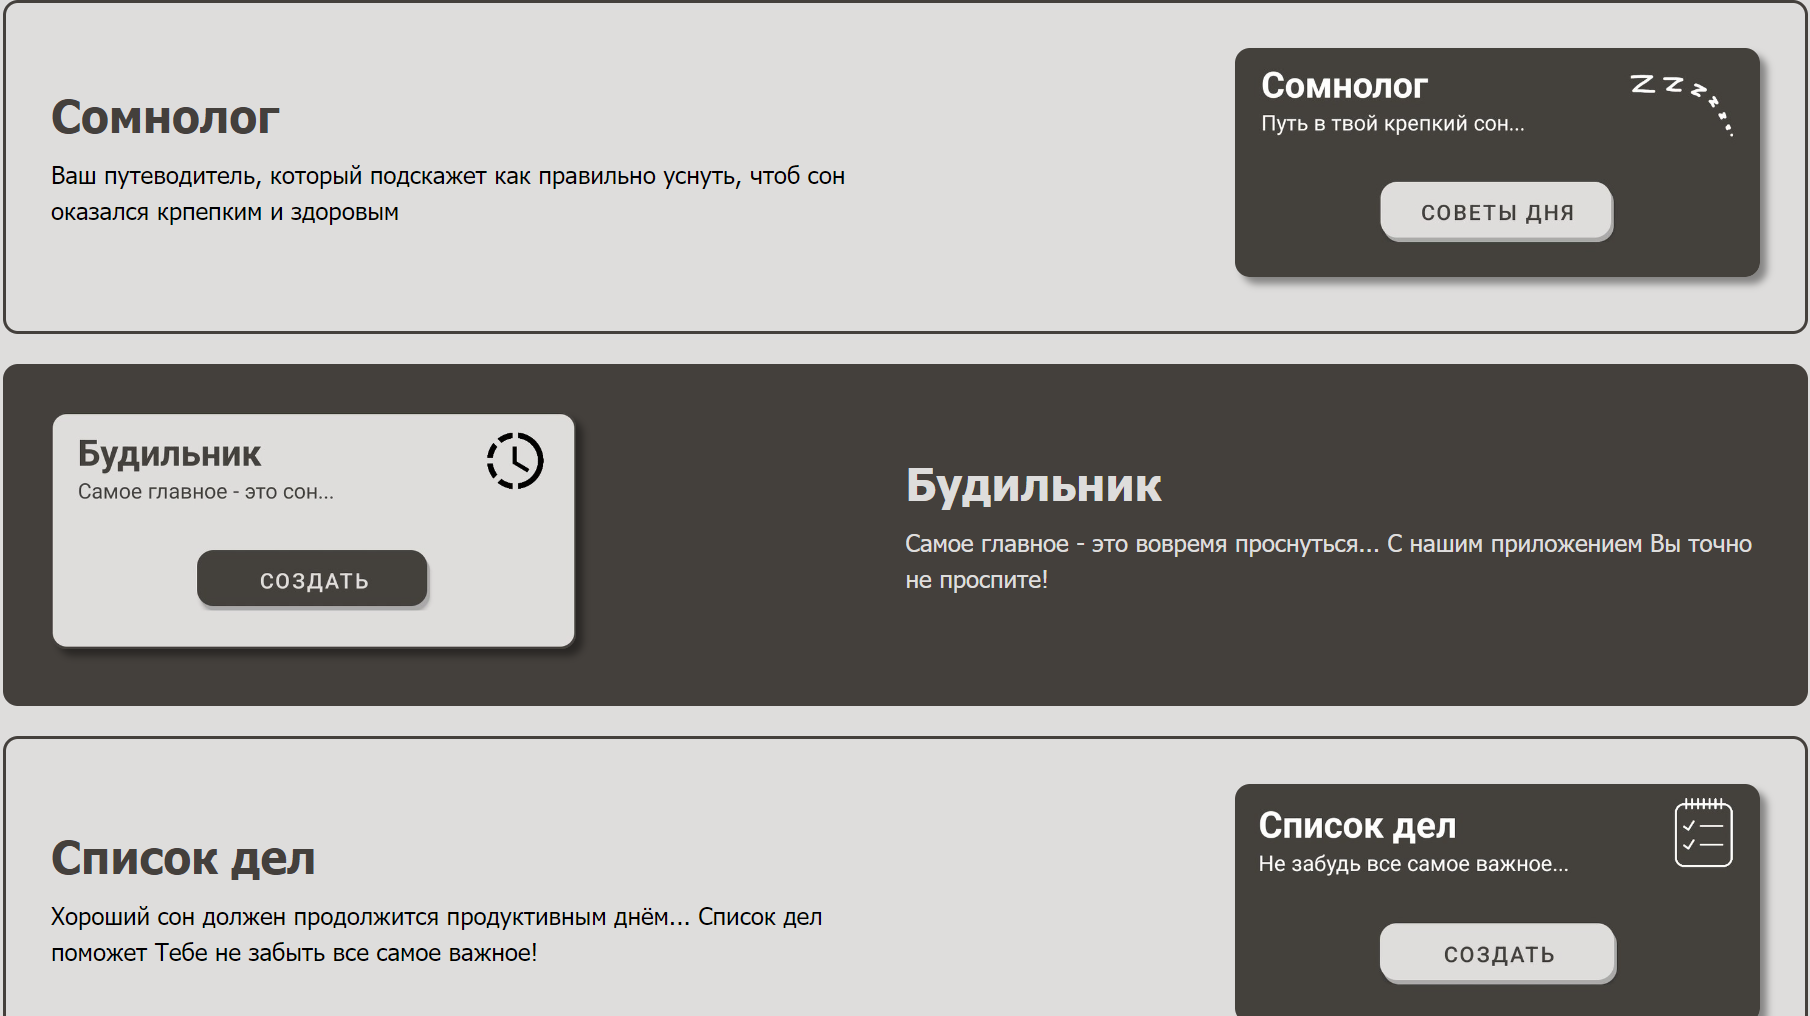 Сомнолог
Ваш путеводитель, который подскажет как правильно уснуть, чтоб сон
оказался крпепким и здоровым
Сомнолог
Путь в твой крепкий сон...
СОВЕТЫ ДНЯ
Будильник
Самое главное - это сон...
СОЗДАТЬ
Будильник
Самое главное - это вовремя проснуться... С нашим приложением Вы точно
не проспите!
Список дел
Хороший сон должен продолжится продуктивным днём... Список дел
поможет Тебе не забыть все самое важное!
Список дел
Не забудь все самое важное...
СОЗДАТЬ